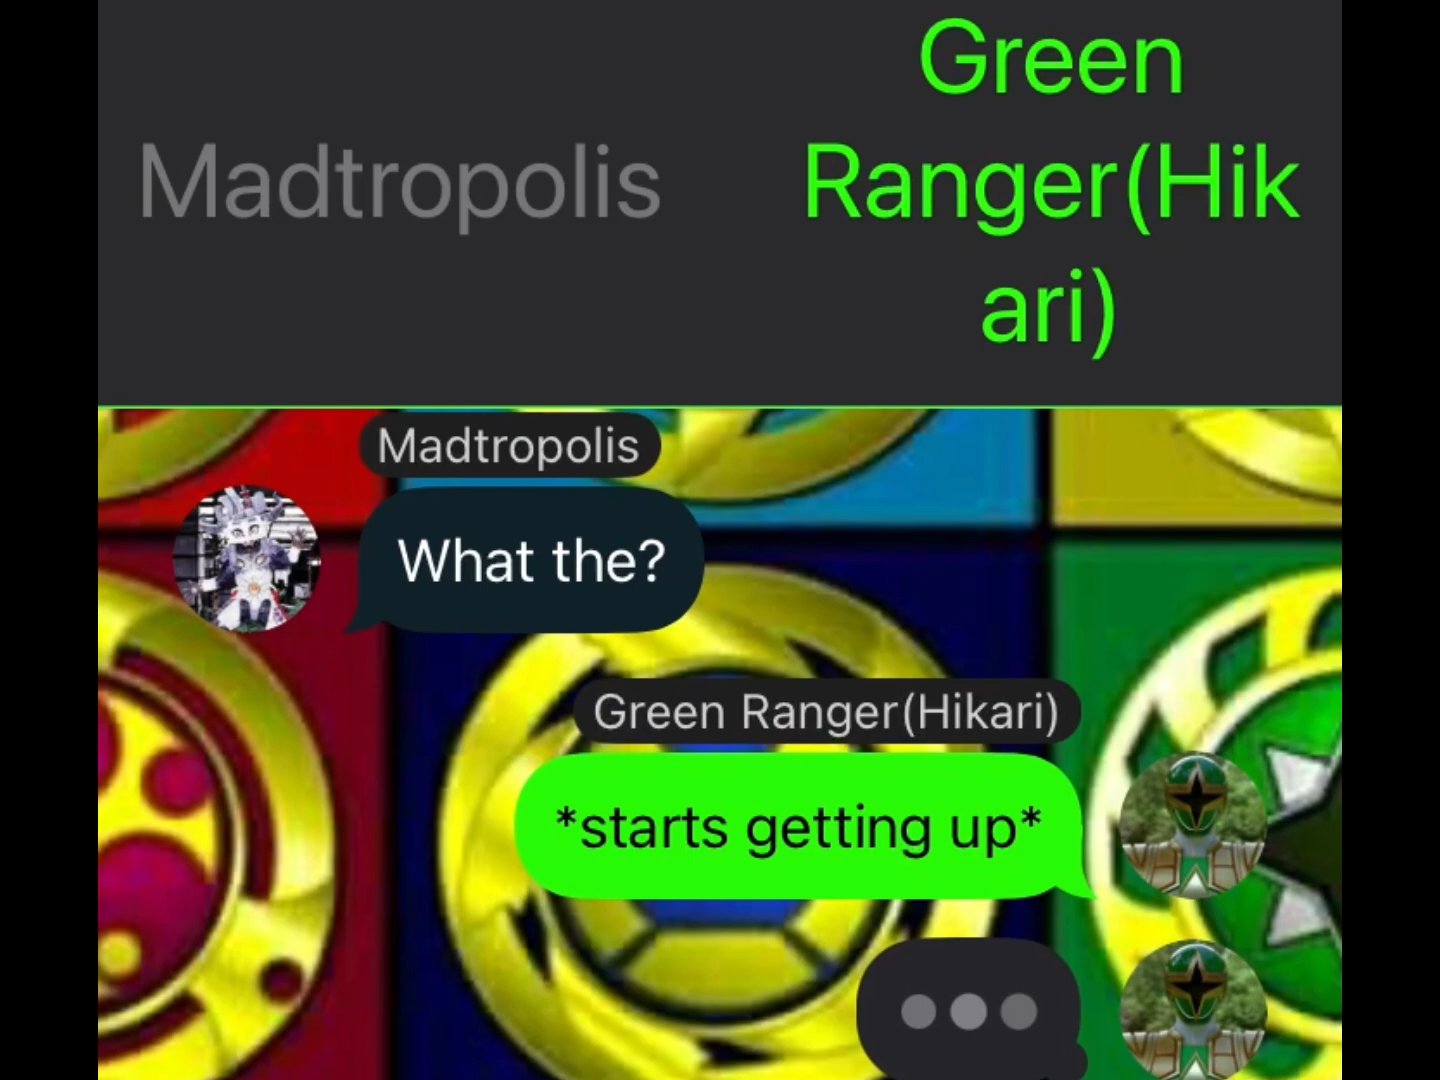 Madtropolis
Green
Ranger(Hik
ari)
Madtropolis
What the?
Green Ranger(Hikari)
*starts getting up*